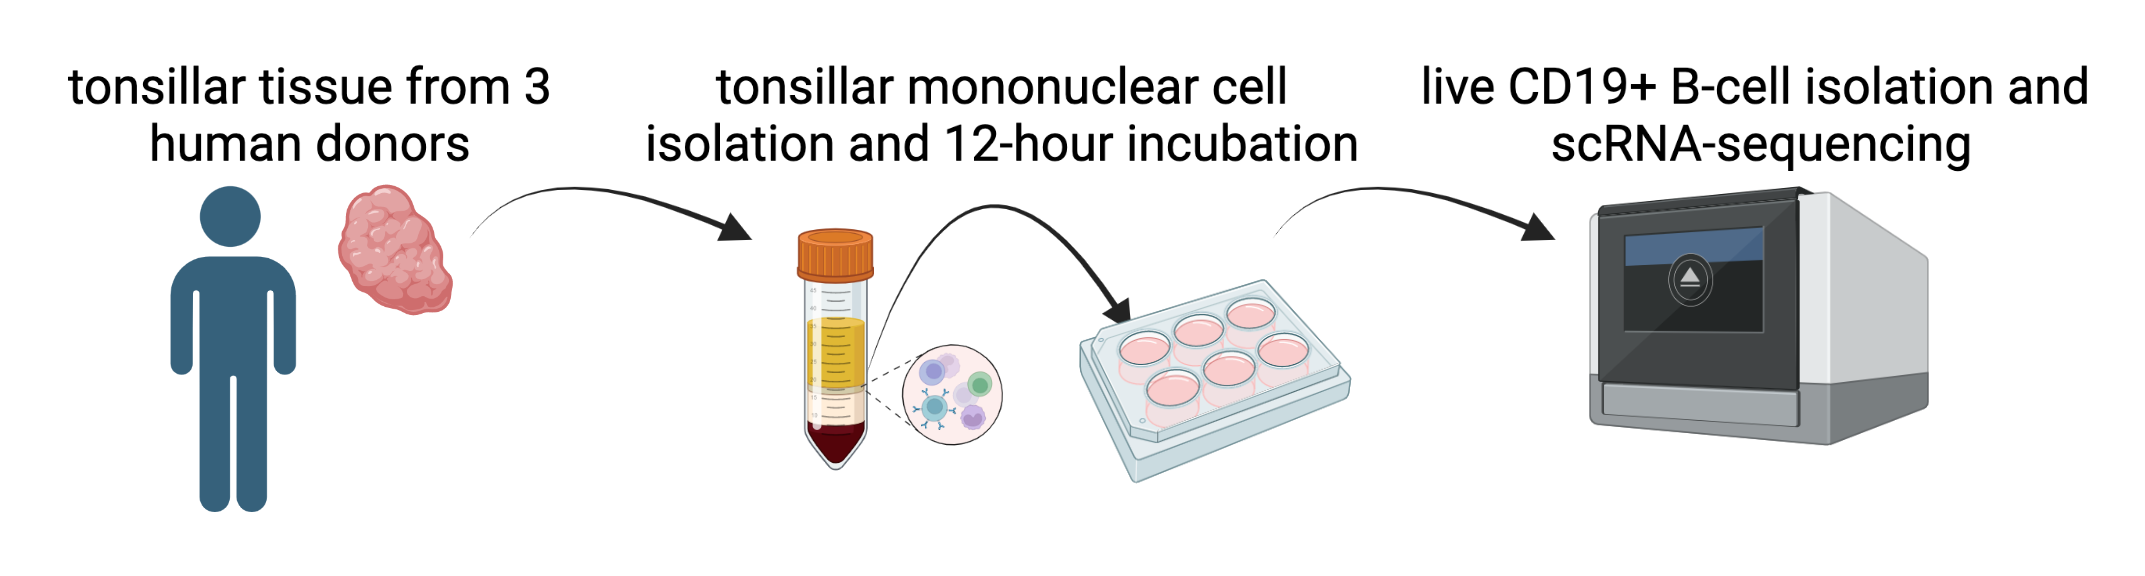 tonsillar tissue from 3
human donors
tonsillar mononuclear cell
isolation and 12-hour incubation
live CD19+ B-cell isolation and
scRNA-sequencing